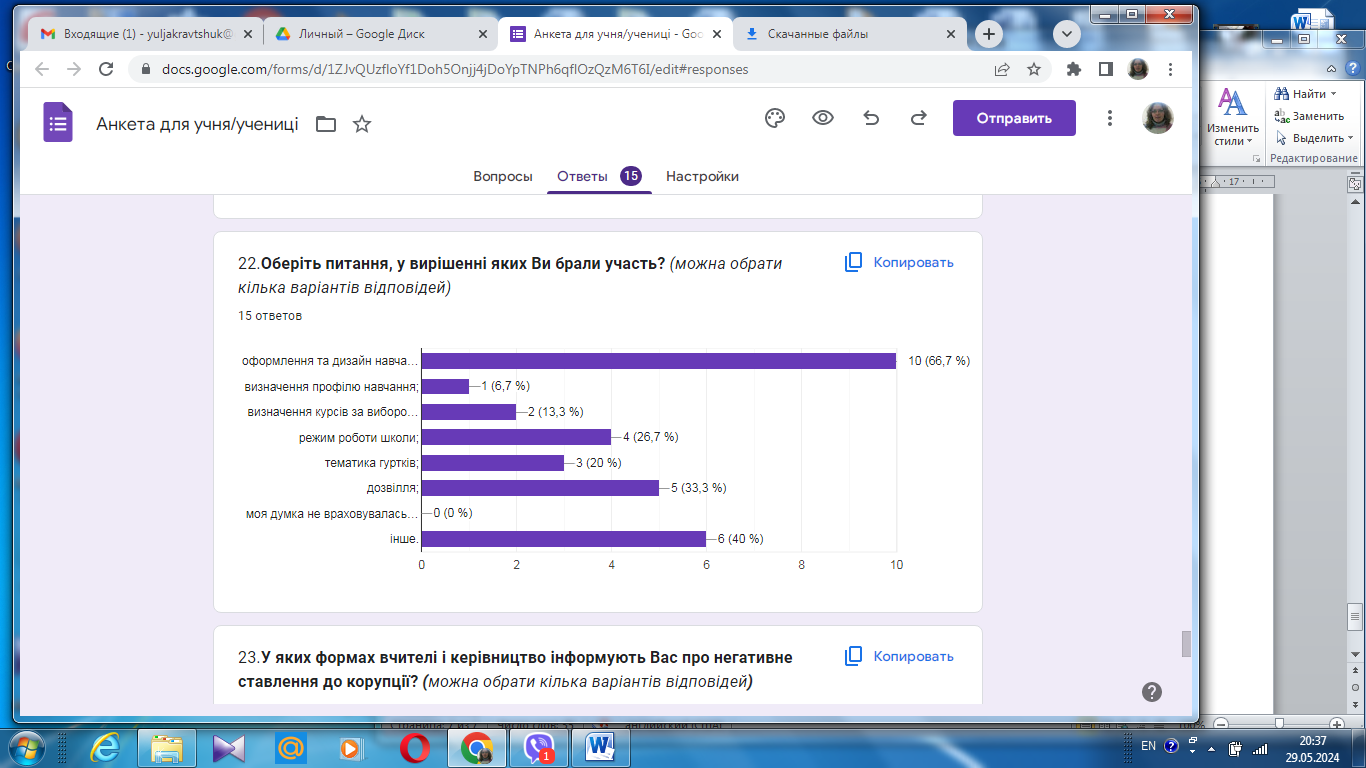 Входящие (1) - yuljakravtshuk@
Личный – Google Диск
Анкета для учня/учениці - Goo
Скачанные файлы
docs.google.com/forms/d/1ZJvQUzfloYf1Doh5Onjj4jDoYpTNPh6qflOzQzM6T6I/edit#responses
Анкета для учня/учениці
Отправить
Вопросы
Ответы 15
Настройки
Найти
Заменить
Выделить
Изменить
стили
Редактирование
17
22.Оберіть питання, у вирішенні яких Ви брали участь? (можна обрати
кілька варіантів відповідей)
Копировать
15 ответов
оформлення та дизайн навча… 10 (66,7 %)
визначення профілю навчання; 1 (6,7 %)
визначення курсів за виборо… 2 (13,3 %)
режим роботи школи; 4 (26,7 %)
тематика гуртків; 3 (20 %)
дозвілля; 5 (33,3 %)
моя думка не враховувалась… 0 (0 %)
інше. 6 (40 %)
0 2 4 6 8 10
23.У яких формах вчителі і керівництво інформують Вас про негативне
ставлення до корупції? (можна обрати кілька варіантів відповідей)
Копировать
1
EN
20:37
29.05.2024